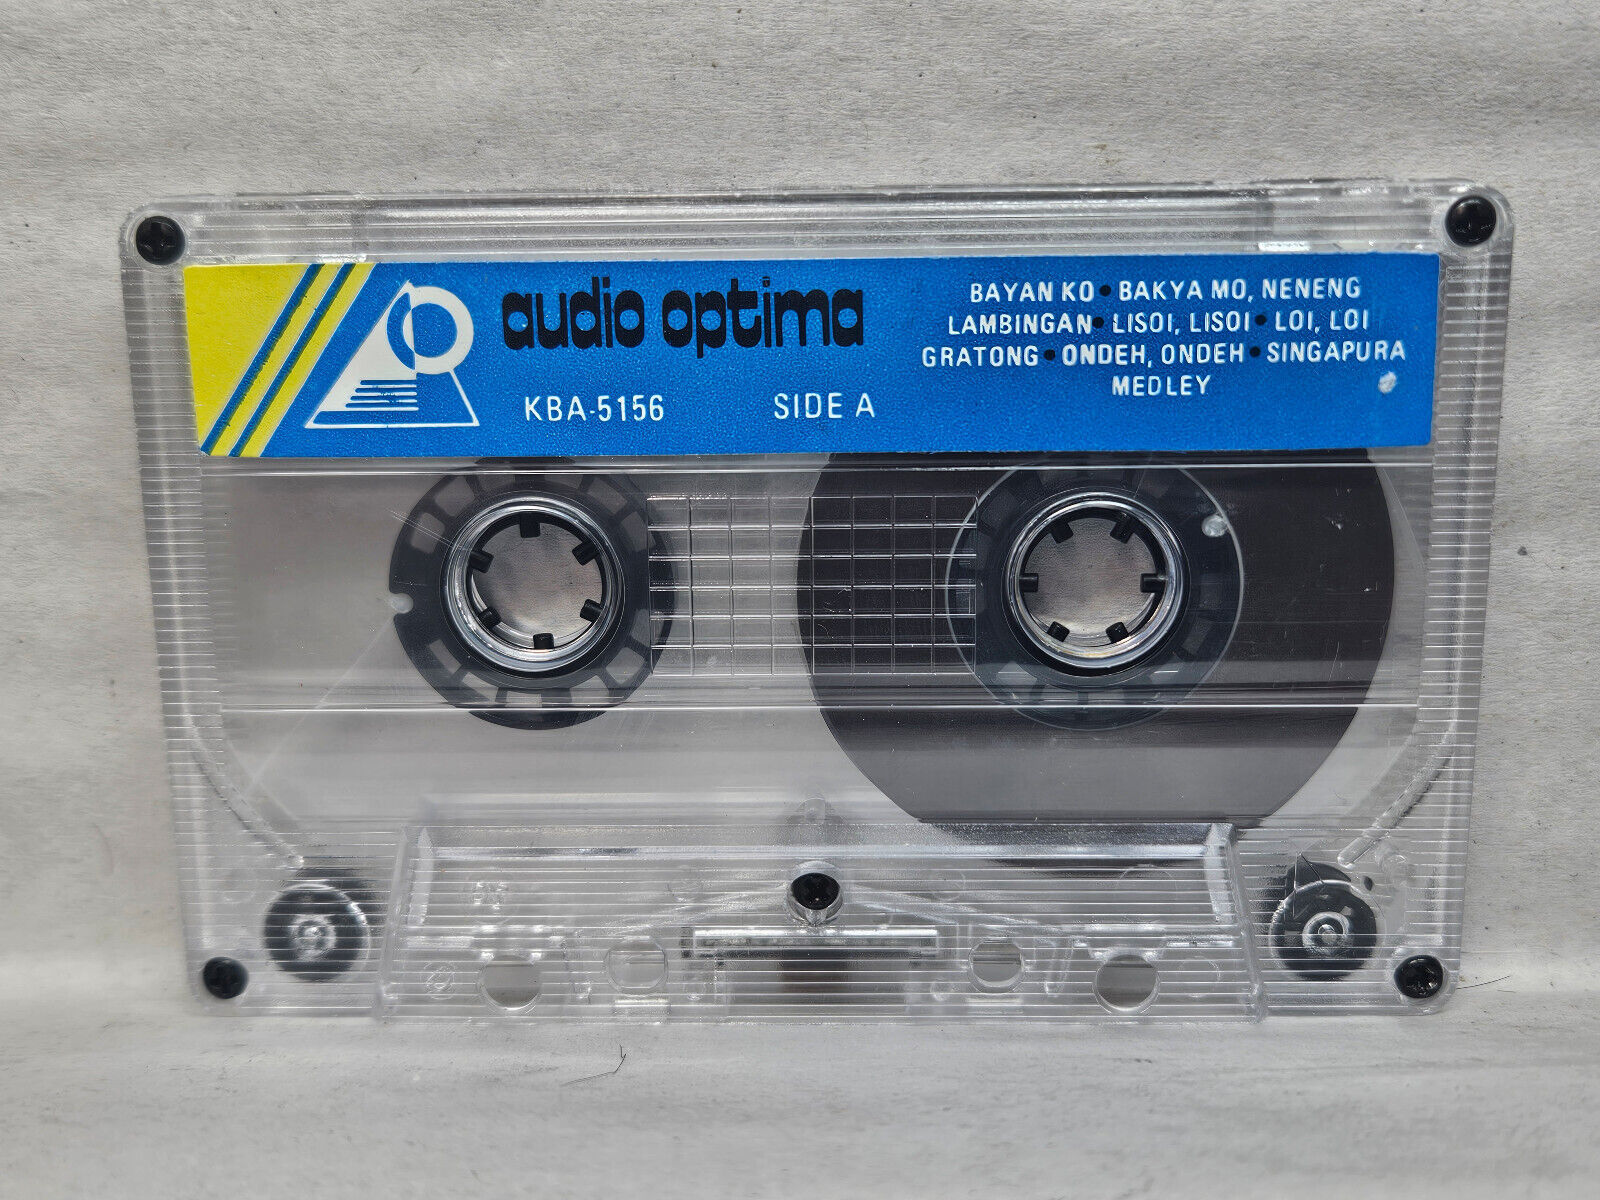 audio optima
KBA-5156 SIDE A
BAYAN KO • BAKYA MO, NENENG
LAMBINGAN • LISOI, LISOI • LOI, LOI
GRATONG • ONDEH, ONDEH • SINGAPURA
MEDLEY